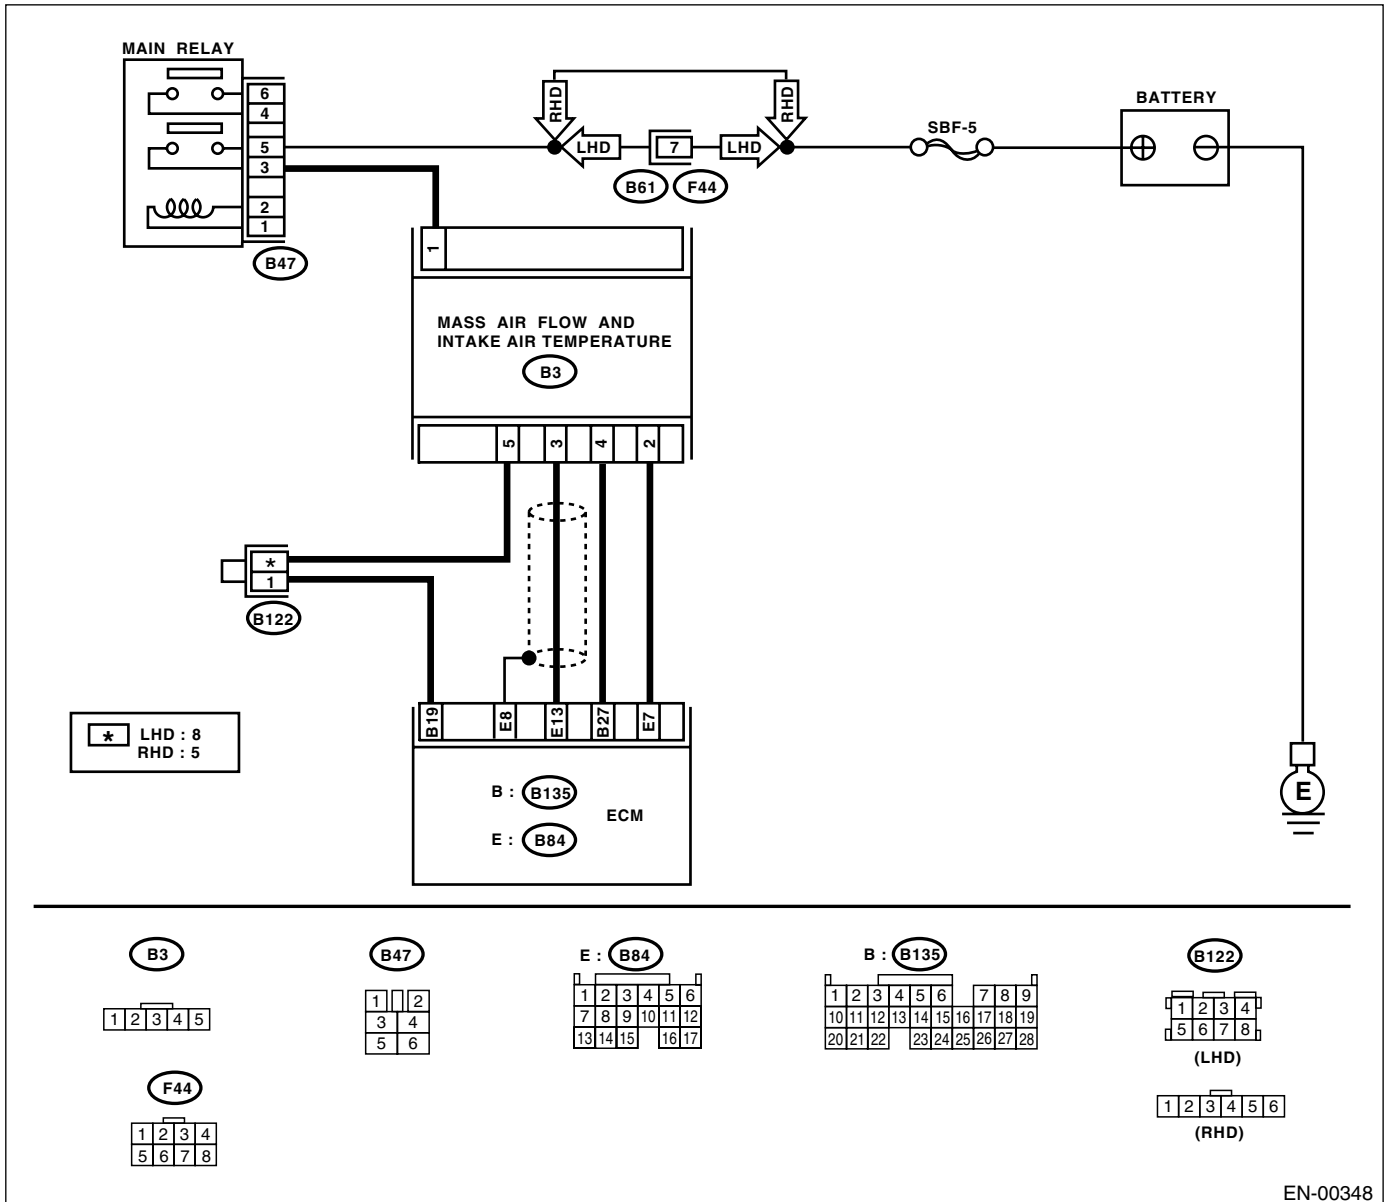 MAIN RELAY
6
4
5
3
2
1
B47
RHD
RHD
LHD
7
LHD
B61
F44
SBF-5
BATTERY
1
MASS AIR FLOW AND
INTAKE AIR TEMPERATURE
B3
5
3
4
2
*
1
B122
* LHD : 8
RHD : 5
B19
E8
E13
B27
E7
B : B135
ECM
E : B84
E
B3
1 2 3 4 5
B47
1 2
3 4
5 6
E : B84
1 2 3 4 5 6
7 8 9 10 11 12
13 14 15 16 17
B : B135
1 2 3 4 5 6 7 8 9
10 11 12 13 14 15 16 17 18 19
20 21 22 23 24 25 26 27 28
B122
1 2 3 4
5 6 7 8
(LHD)
F44
1 2 3 4
5 6 7 8
1 2 3 4 5 6
(RHD)
EN-00348